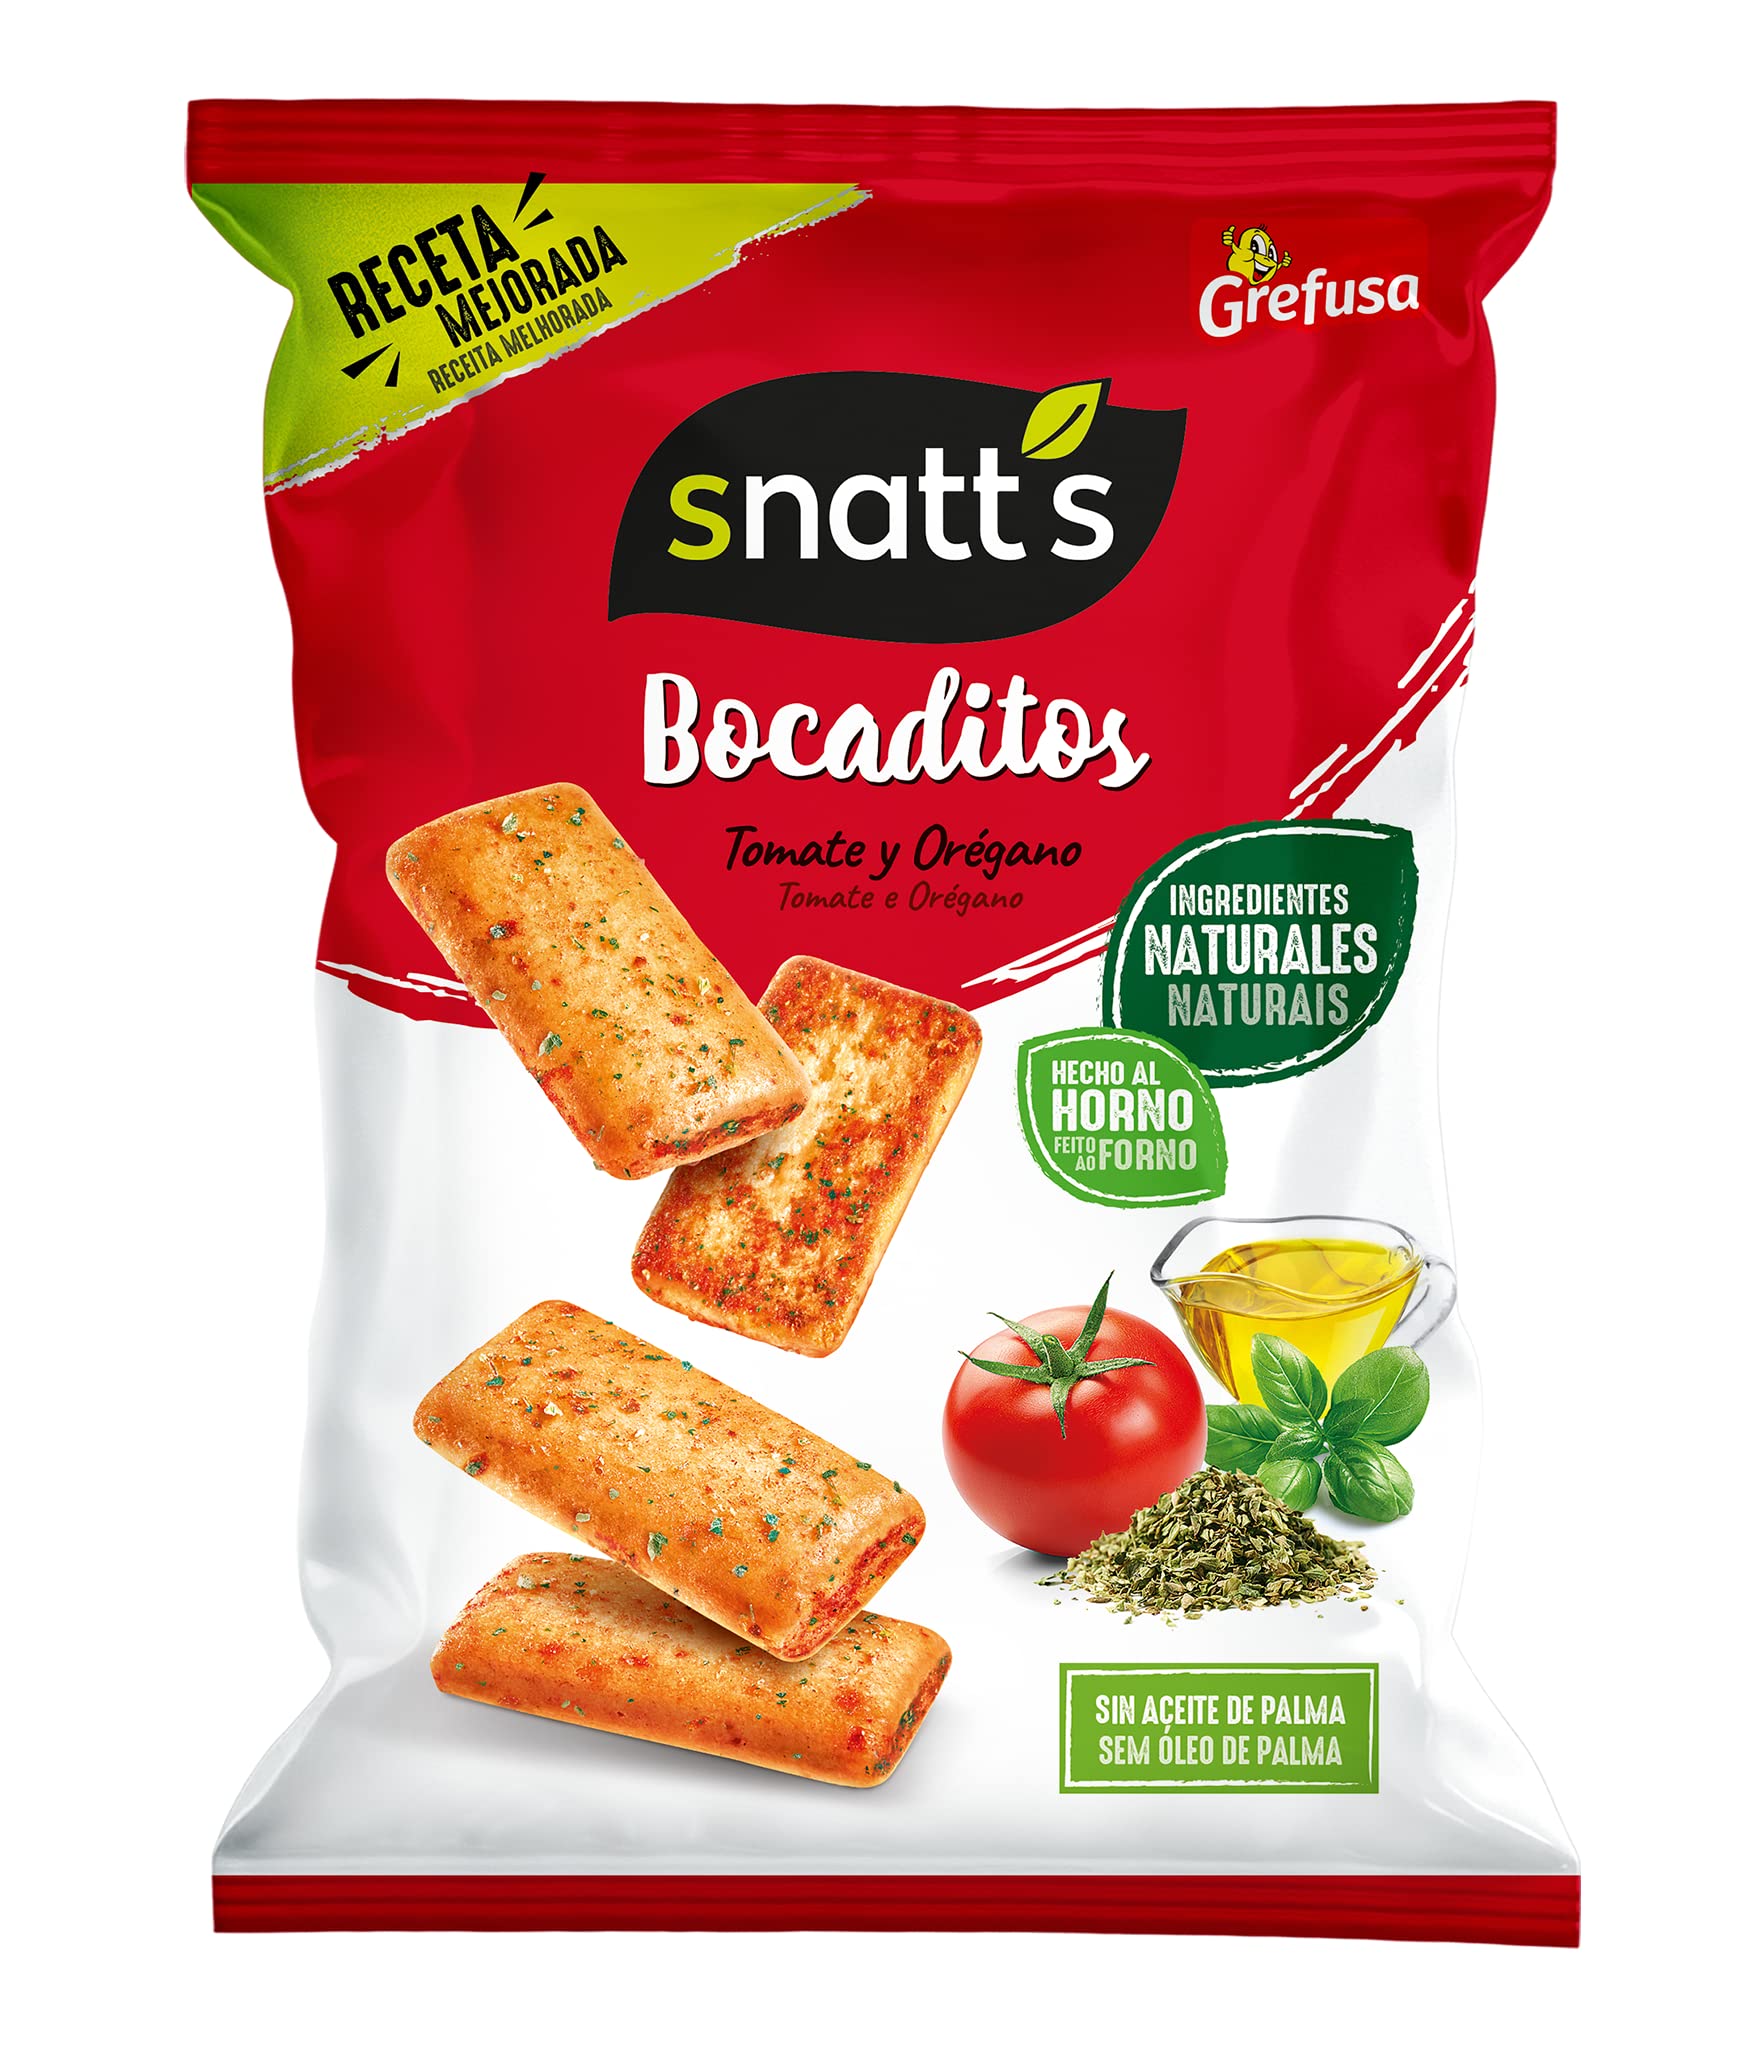 RECETA
MEJORADA
RECEITA MELHORADA
Grefusa
snatt's
Bocaditos
Tomate y Orégano
Tomate e Orégano
INGREDIENTES
NATURALES
NATURAIS
HECHO AL
HORNO
FEITO
AO FORNO
SIN ACEITE DE PALMA
SEM ÓLEO DE PALMA